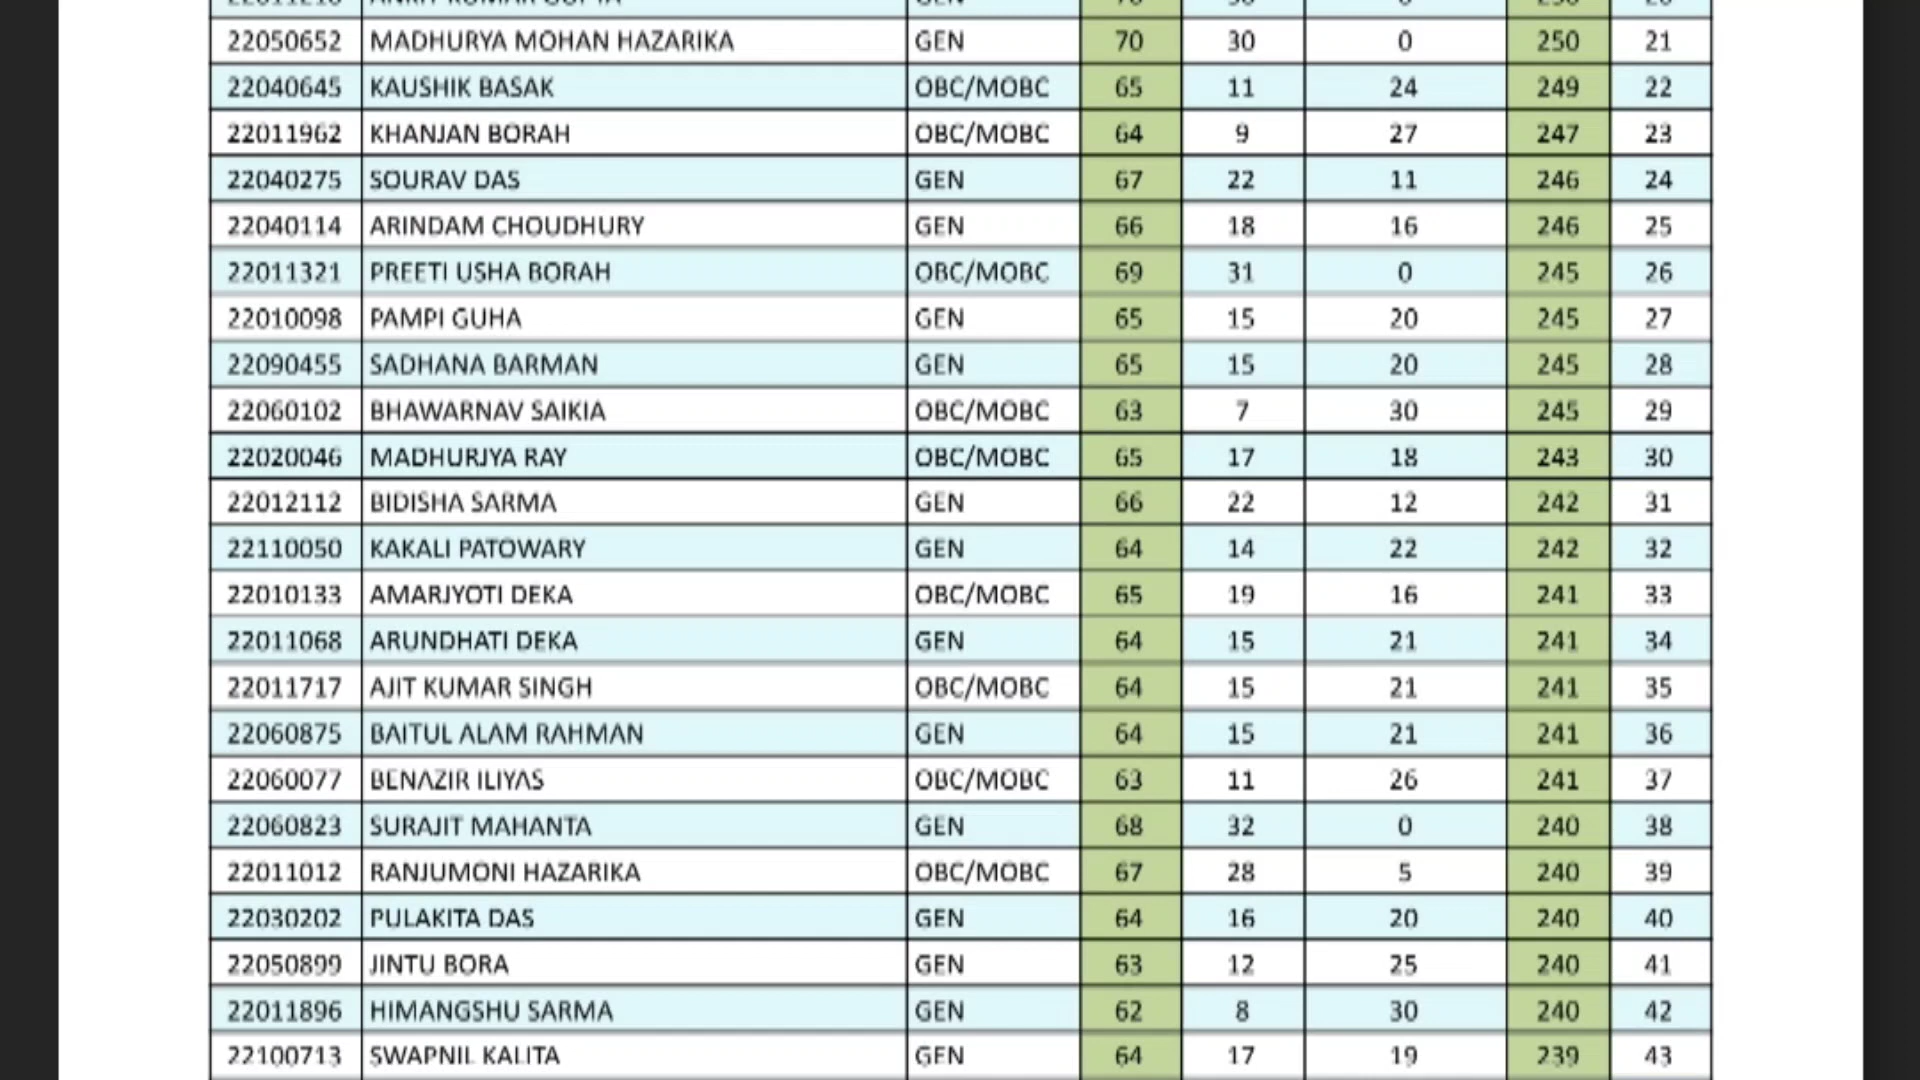 22050652 MADHURYA MOHAN HAZARIKA GEN 70 30 0 250 21
22040645 KAUSHIK BASAK OBC/MOBC 65 11 24 249 22
22011962 KHANJAN BORAH OBC/MOBC 64 9 27 247 23
22040275 SOURAV DAS GEN 67 22 11 246 24
22040114 ARINDAM CHOUDHURY GEN 66 18 16 246 25
22011321 PREETI USHA BORAH OBC/MOBC 69 31 0 245 26
22010098 PAMPI GUHA GEN 65 15 20 245 27
22090455 SADHANA BARMAN GEN 65 15 20 245 28
22060102 BHAWARNAV SAIKIA OBC/MOBC 63 7 30 245 29
22020046 MADHURJYA RAY OBC/MOBC 65 17 18 243 30
22012112 BIDISHA SARMA GEN 66 22 12 242 31
22110050 KAKALI PATOWARY GEN 64 14 22 242 32
22010133 AMARJYOTI DEKA OBC/MOBC 65 19 16 241 33
22011068 ARUNDHATI DEKA GEN 64 15 21 241 34
22011717 AJIT KUMAR SINGH OBC/MOBC 64 15 21 241 35
22060875 BAITUL ALAM RAHMAN GEN 64 15 21 241 36
22060077 BENAZIR ILIYAS OBC/MOBC 63 11 26 241 37
22060823 SURAJIT MAHANTA GEN 68 32 0 240 38
22011012 RANJUMONI HAZARIKA OBC/MOBC 67 28 5 240 39
22030202 PULAKITA DAS GEN 64 16 20 240 40
22050899 JINTU BORA GEN 63 12 25 240 41
22011896 HIMANGSHU SARMA GEN 62 8 30 240 42
22100713 SWAPNIL KALITA GEN 64 17 19 239 43